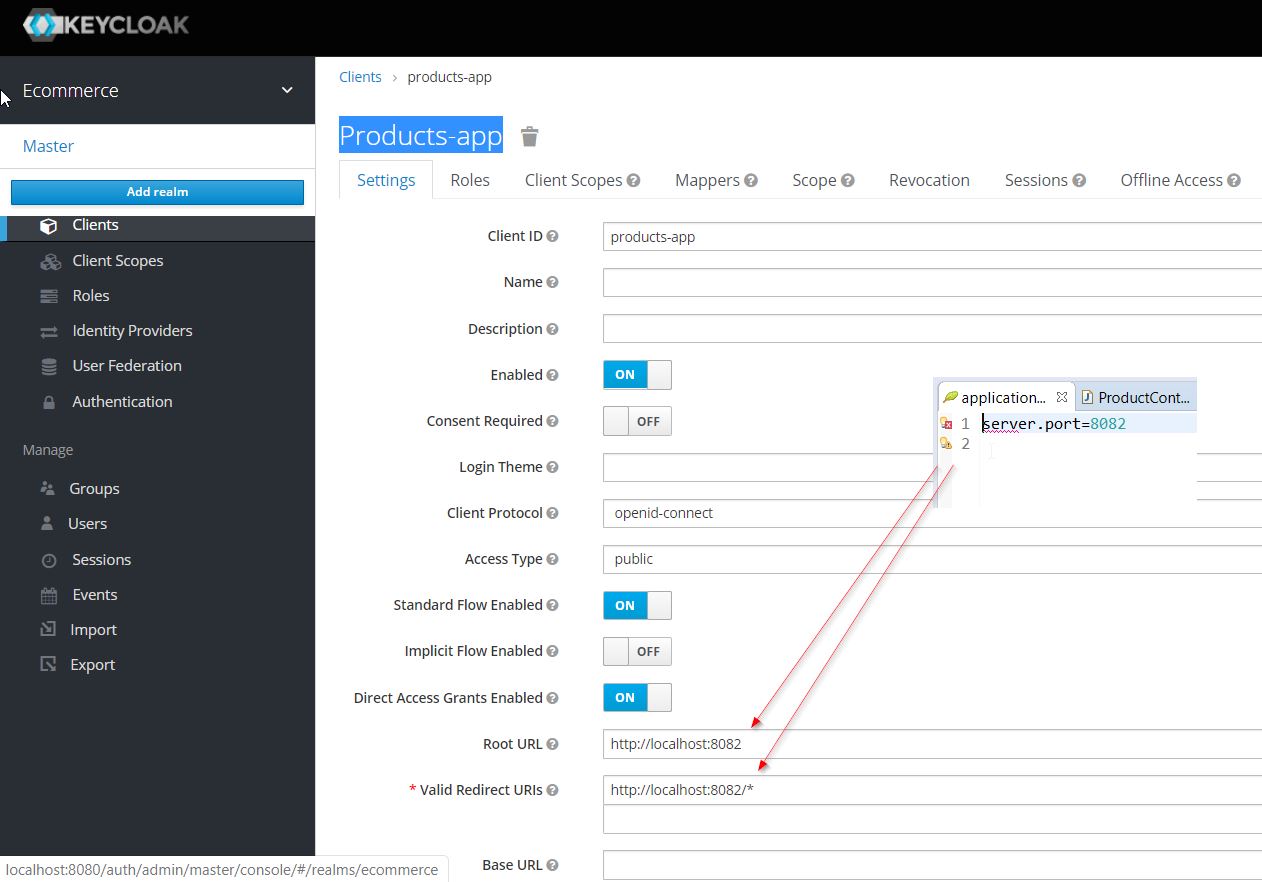 KEYCLOAK
Ecommerce
Master
Add realm
Clients
Client Scopes
Roles
Identity Providers
User Federation
Authentication
Manage
Groups
Users
Sessions
Events
Import
Export
localhost:8080/auth/admin/master/console/#/realms/ecommerce
Clients > products-app
Products-app
Settings Roles Client Scopes Mappers Scope Revocation Sessions Offline Access
Client ID products-app
Name
Description
Enabled ON
Consent Required OFF
Login Theme
Client Protocol openid-connect
Access Type public
Standard Flow Enabled ON
Implicit Flow Enabled OFF
Direct Access Grants Enabled ON
Root URL http://localhost:8082
* Valid Redirect URIs http://localhost:8082/*
Base URL
application... ProductCont...
1 server.port=8082
2